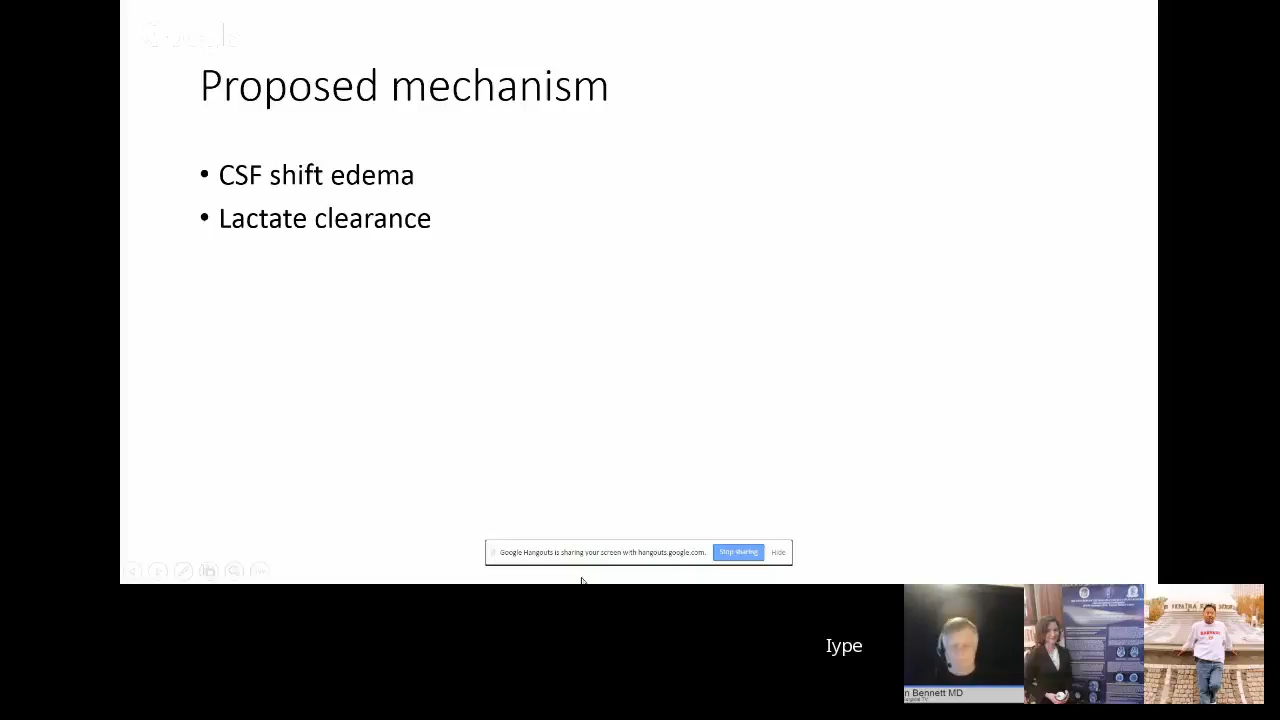 Proposed mechanism
• CSF shift edema
• Lactate clearance
Google Hangouts is sharing your screen with hangouts.google.com. Stop sharing Hide
Iype
n Bennett MD